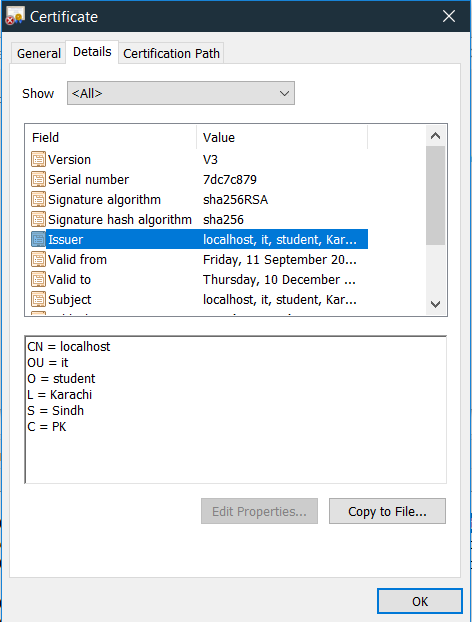 Certificate
General Details Certification Path
Show <All>
Field Value
Version V3
Serial number 7dc7c879
Signature algorithm sha256RSA
Signature hash algorithm sha256
Issuer localhost, it, student, Kar...
Valid from Friday, 11 September 20...
Valid to Thursday, 10 December ...
Subject localhost, it, student, Kar...
CN = localhost
OU = it
O = student
L = Karachi
S = Sindh
C = PK
Edit Properties... Copy to File...
OK